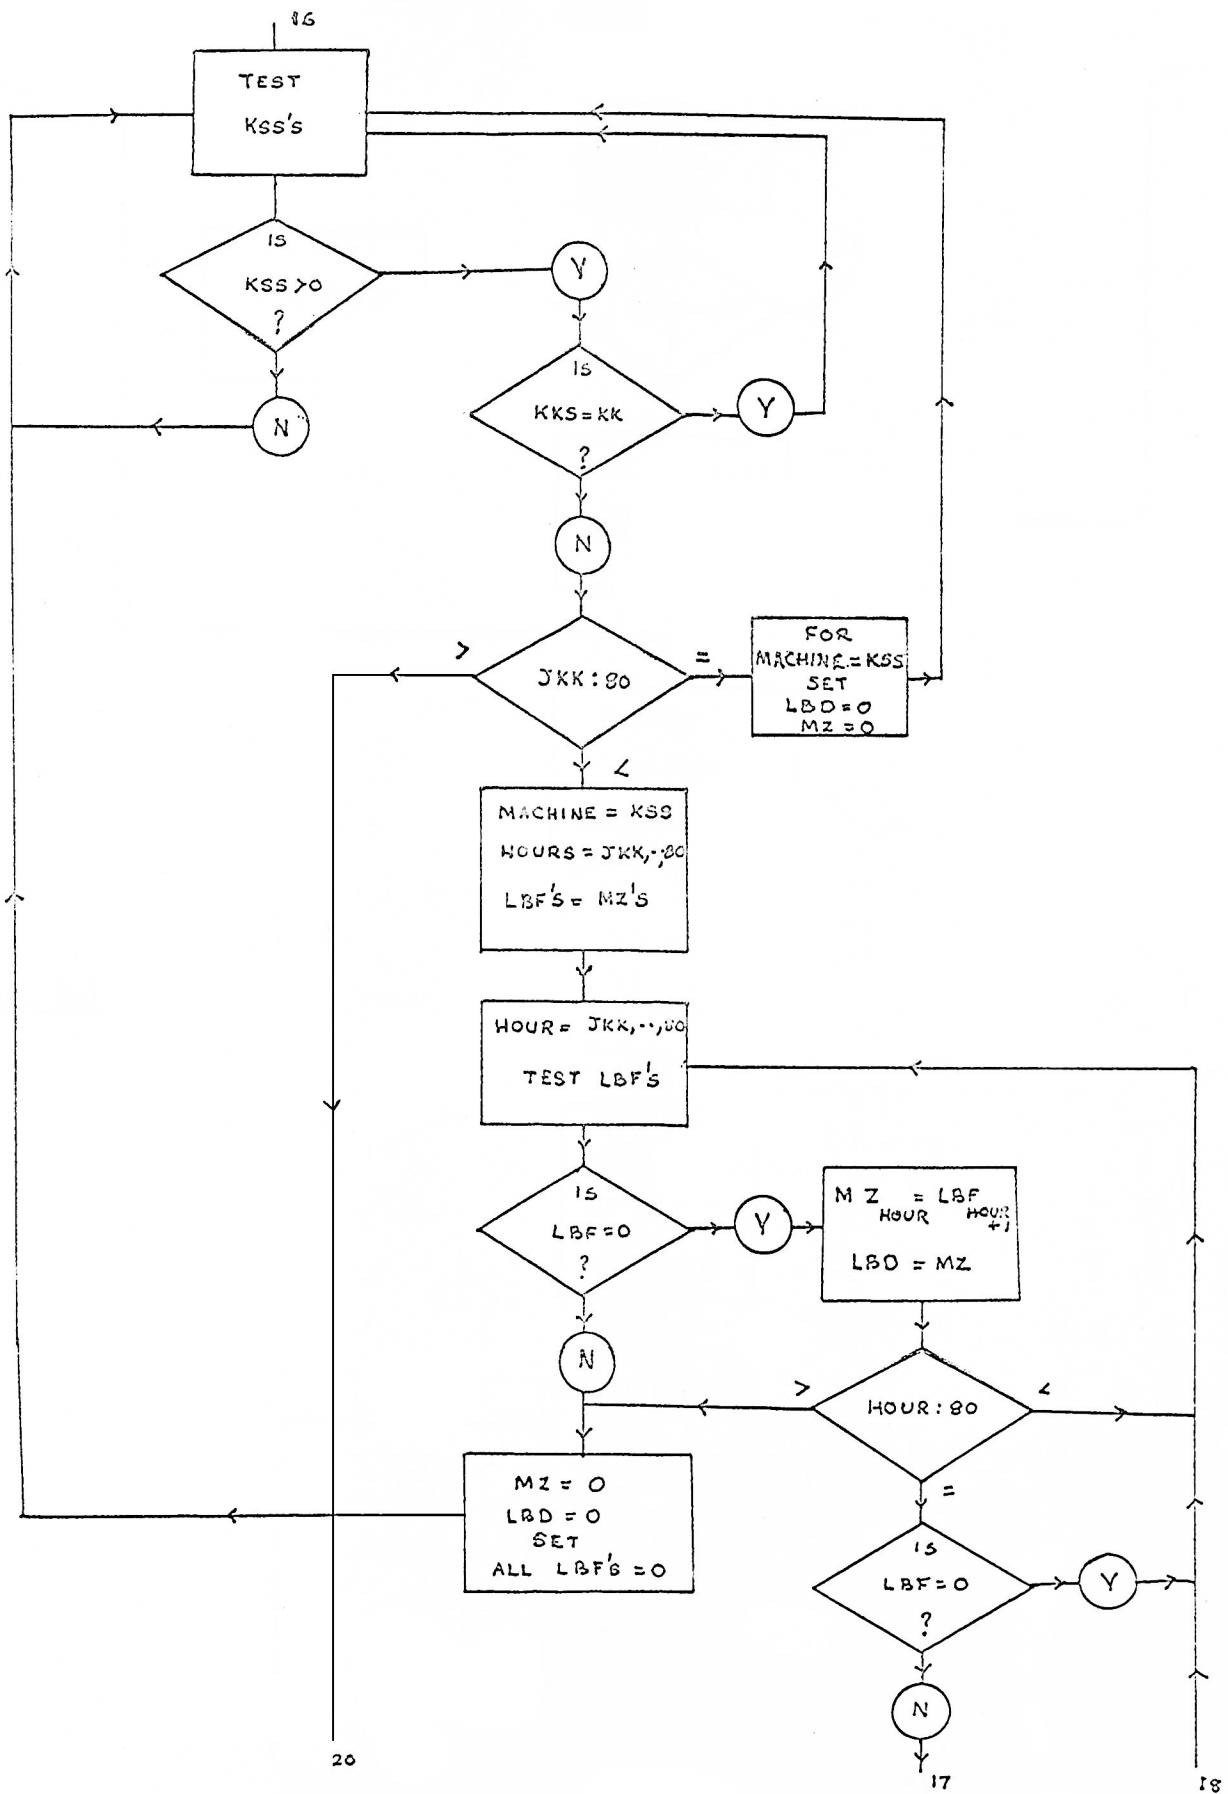 16
TEST
KSS'S
IS
KSS>0
?
Y
N
IS
KKS=KK
?
Y
N
>
JKK:80
=
FOR
MACHINE=KSS
SET
LBD=0
MZ=0
<
MACHINE = KSS
HOURS = JKK,..,80
LBF'S = MZ'S
HOUR = JKK,..,80
TEST LBF'S
IS
LBF=0
?
Y
MZ = LBF
HOUR HOUR
+1
LBD = MZ
N
>
HOUR:80
<
=
MZ = 0
LBD = 0
SET
ALL LBF'S = 0
IS
LBF=0
?
Y
N
20
17
18